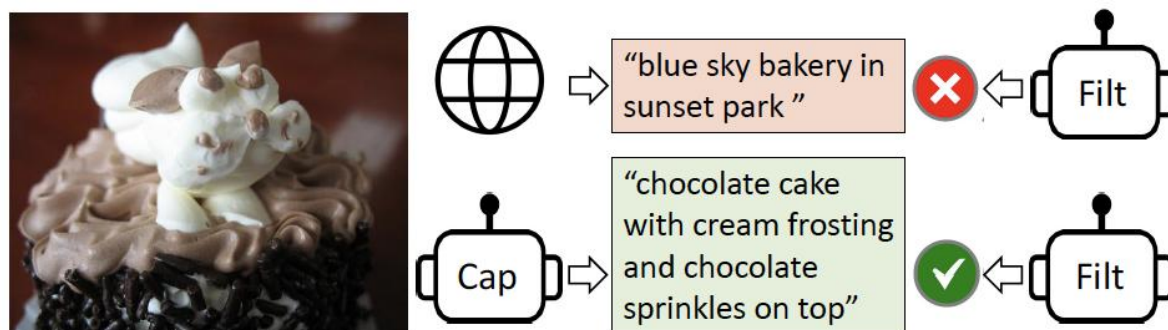 “blue sky bakery in
sunset park ”
Filt
“chocolate cake
with cream frosting
and chocolate
sprinkles on top”
Cap
Filt